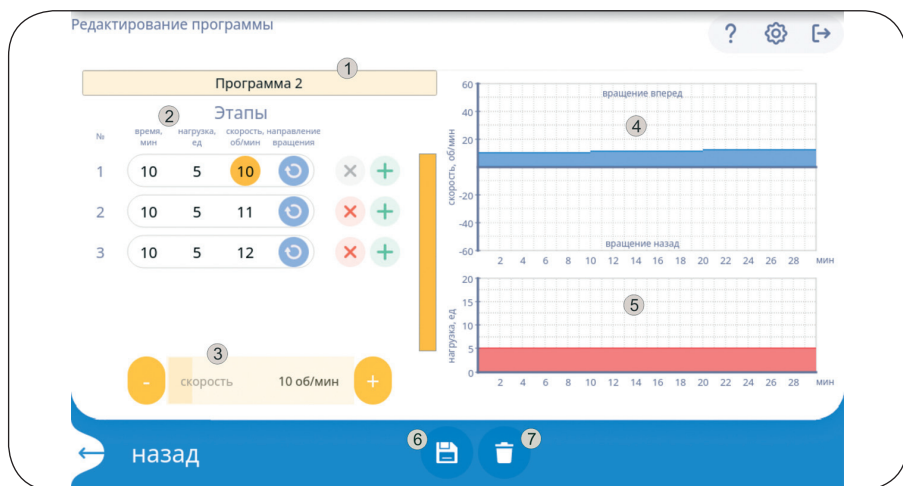 Редактирование программы
?
1
Программа 2
2
Этапы
№ время, мин нагрузка, ед скорость, об/мин направление вращения
1 10 5 10
2 10 5 11
3 10 5 12
3
- скорость 10 об/мин +
скорость, об/мин
60
40
20
-20
-40
-60
вращение вперед
4
вращение назад
2 4 6 8 10 12 14 16 18 20 22 24 26 28 мин
нагрузка, ед
20
15
10
5
0
5
2 4 6 8 10 12 14 16 18 20 22 24 26 28 мин
назад
6
7